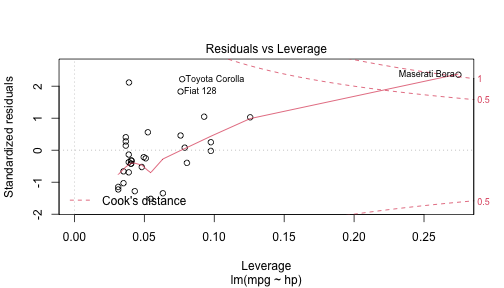 Residuals vs Leverage
Standardized residuals
2
1
0
-1
-2
Toyota Corolla
Fiat 128
Maserati Bora
1
0.5
0.5
Cook's distance
0.00
0.05
0.10
0.15
0.20
0.25
Leverage
lm(mpg ~ hp)